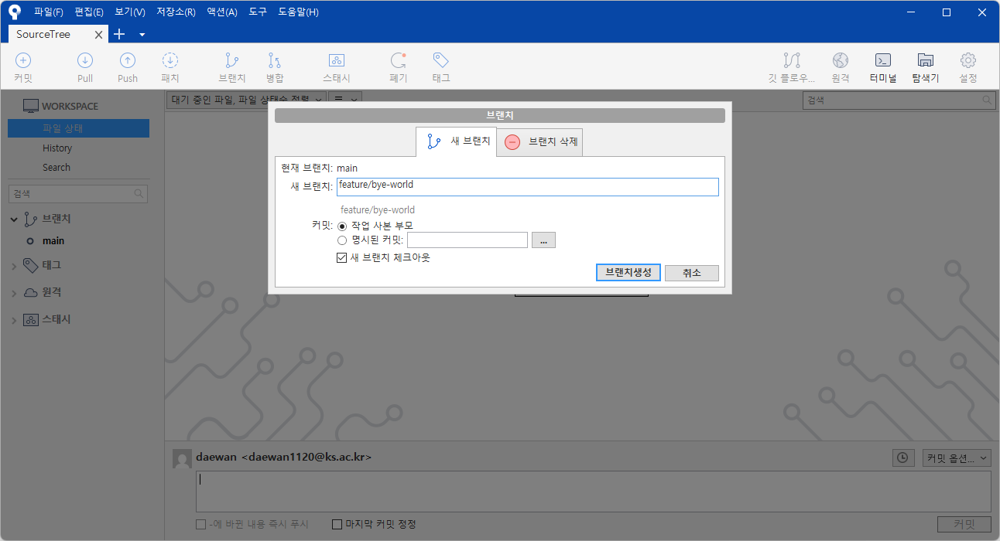 파일(F) 편집(E) 보기(V) 저장소(R) 액션(A) 도구 도움말(H)
SourceTree
커밋 Pull Push 패치 브랜치 병합 스태시 폐기 태그 깃 플로우... 원격 터미널 탐색기 설정
WORKSPACE
파일 상태
History
Search
검색
브랜치
main
태그
원격
스태시
대기 중인 파일, 파일 상태순 정렬
검색
브랜치
새 브랜치 브랜치 삭제
현재 브랜치: main
새 브랜치: feature/bye-world
feature/bye-world
커밋: 작업 사본 부모
명시된 커밋: ...
새 브랜치 체크아웃
브랜치생성 취소
daewan <daewan1120@ks.ac.kr>
커밋 옵션...
-에 바뀐 내용 즉시 푸시 마지막 커밋 정정
커밋